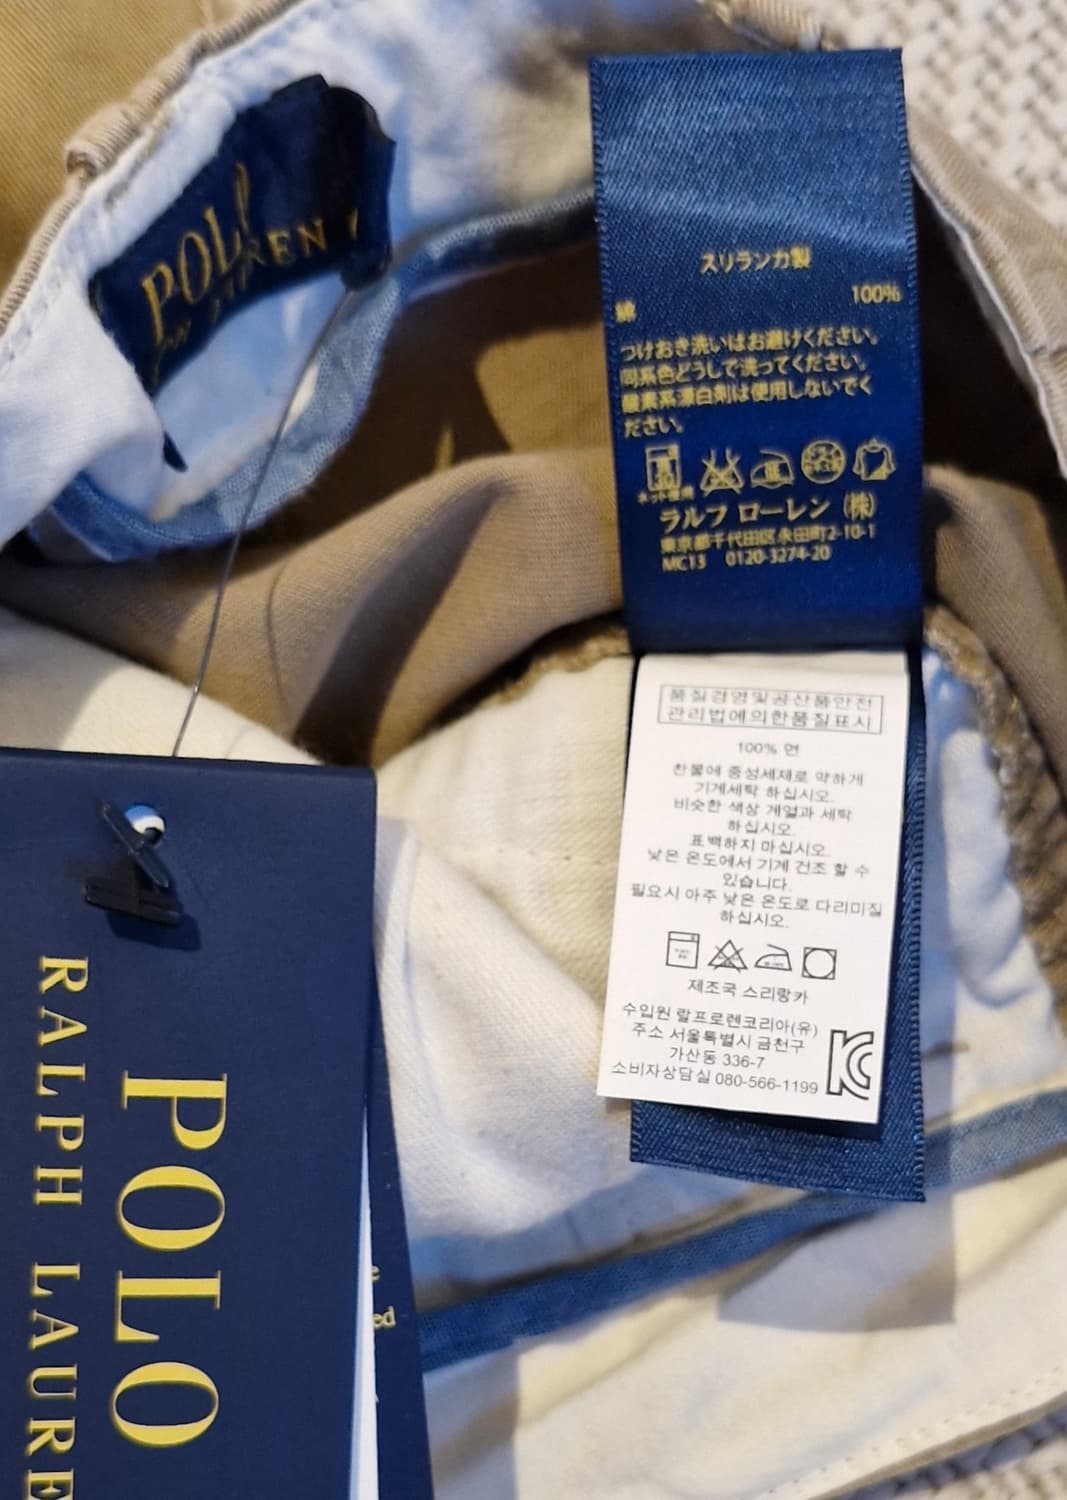 POLO
REN
スリランカ製
綿 100%
つけおき洗いはお避けください。
同系色どうしで洗ってください。
酸素系漂白剤は使用しないでく
ださい。
30
ネット使用
ラルフ ローレン (株)
東京都千代田区永田町2-10-1
MC13 0120-3274-20
품질경영및공산품안전
관리법에의한품질표시
100% 면
찬물에 중성세제로 약하게
기계세탁 하십시오.
비슷한 색상 계열과 세탁
하십시오.
표백하지 마십시오.
낮은 온도에서 기계 건조 할 수
있습니다.
필요시 아주 낮은 온도로 다리미질
하십시오.
제조국 스리랑카
수입원 랄프로렌코리아(유)
주소 서울특별시 금천구
가산동 336-7
소비자상담실 080-566-1199
KC
POLO
RALPH LAURE
e
ed